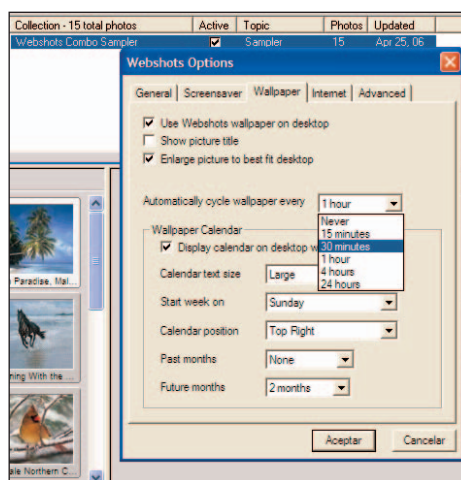 Collection - 15 total photos Active Topic Photos Updated
Webshots Combo Sampler Sampler 15 Apr 25, 06
Webshots Options
General Screensaver Wallpaper Internet Advanced
Use Webshots wallpaper on desktop
Show picture title
Enlarge picture to best fit desktop
Automatically cycle wallpaper every 1 hour
Never
15 minutes
30 minutes
1 hour
4 hours
24 hours
Wallpaper Calendar
Display calendar on desktop w
Calendar text size Large
Start week on Sunday
Calendar position Top Right
Past months None
Future months 2 months
Aceptar Cancelar
Paradise, Mal...
ning With the ...
ale Northern C...